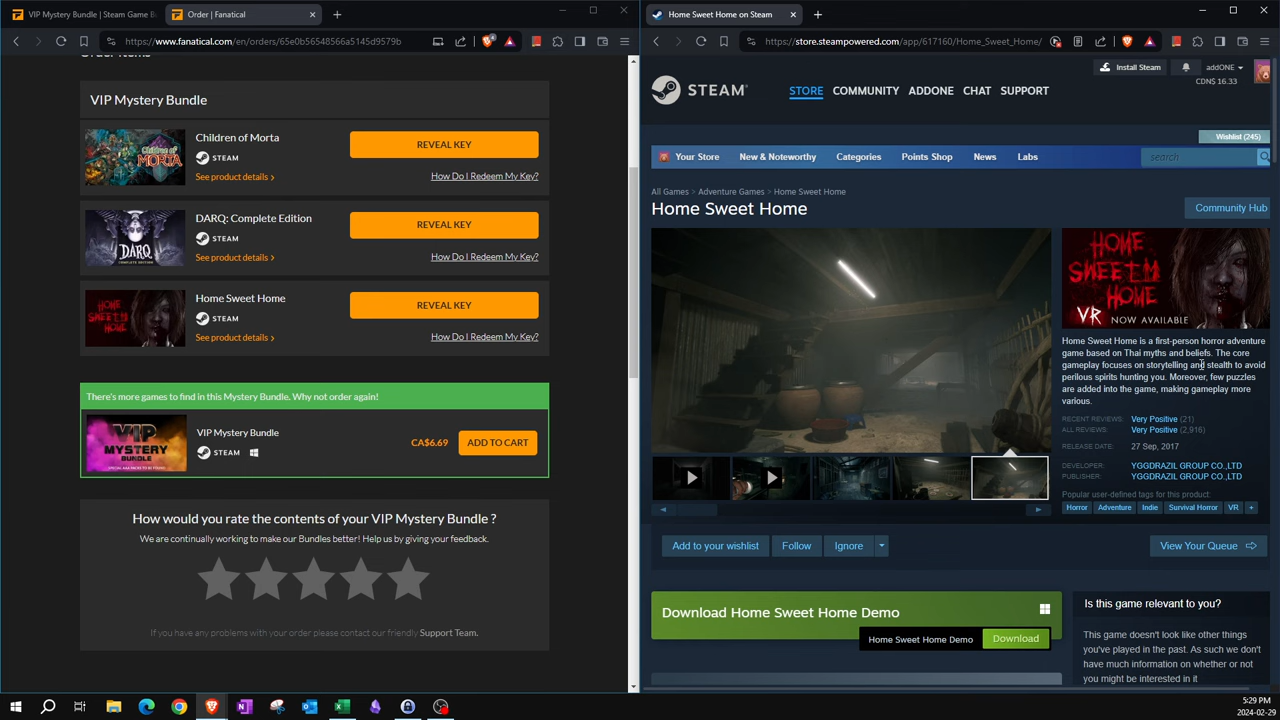 VIP Mystery Bundle | Steam Game B
Order | Fanatical
https://www.fanatical.com/en/orders/65e0b56548566a5145d9579b
VIP Mystery Bundle
Children of Morta
STEAM
See product details >
REVEAL KEY
How Do I Redeem My Key?
DARQ: Complete Edition
STEAM
See product details >
REVEAL KEY
How Do I Redeem My Key?
Home Sweet Home
STEAM
See product details >
REVEAL KEY
How Do I Redeem My Key?
There's more games to find in this Mystery Bundle. Why not order again!
VIP MYSTERY BUNDLE
VIP Mystery Bundle
STEAM
CA$6.69
ADD TO CART
How would you rate the contents of your VIP Mystery Bundle ?
We are continually working to make our Bundles better! Help us by giving your feedback.
If you have any problems with your order please contact our friendly Support Team.
Home Sweet Home on Steam
https://store.steampowered.com/app/617160/Home_Sweet_Home/
Install Steam
addONE
CDN$ 16.33
STEAM
STORE COMMUNITY ADDONE CHAT SUPPORT
Wishlist (245)
Your Store New & Noteworthy Categories Points Shop News Labs
search
All Games > Adventure Games > Home Sweet Home
Home Sweet Home
Community Hub
HOME
SWEET
HOME
VR NOW AVAILABLE
Home Sweet Home is a first-person horror adventure
game based on Thai myths and beliefs. The core
gameplay focuses on storytelling and stealth to avoid
perilous spirits hunting you. Moreover, few puzzles
are added into the game, making gameplay more
various.
RECENT REVIEWS: Very Positive (21)
ALL REVIEWS: Very Positive (2,916)
RELEASE DATE: 27 Sep, 2017
DEVELOPER: YGGDRAZIL GROUP CO.,LTD
PUBLISHER: YGGDRAZIL GROUP CO.,LTD
Popular user-defined tags for this product:
Horror Adventure Indie Survival Horror VR +
Add to your wishlist
Follow
Ignore
View Your Queue
Download Home Sweet Home Demo
Home Sweet Home Demo
Download
Is this game relevant to you?
This game doesn't look like other things
you've played in the past. As such we don't
have much information on whether or not
you might be interested in it
5:29 PM
2024-02-29